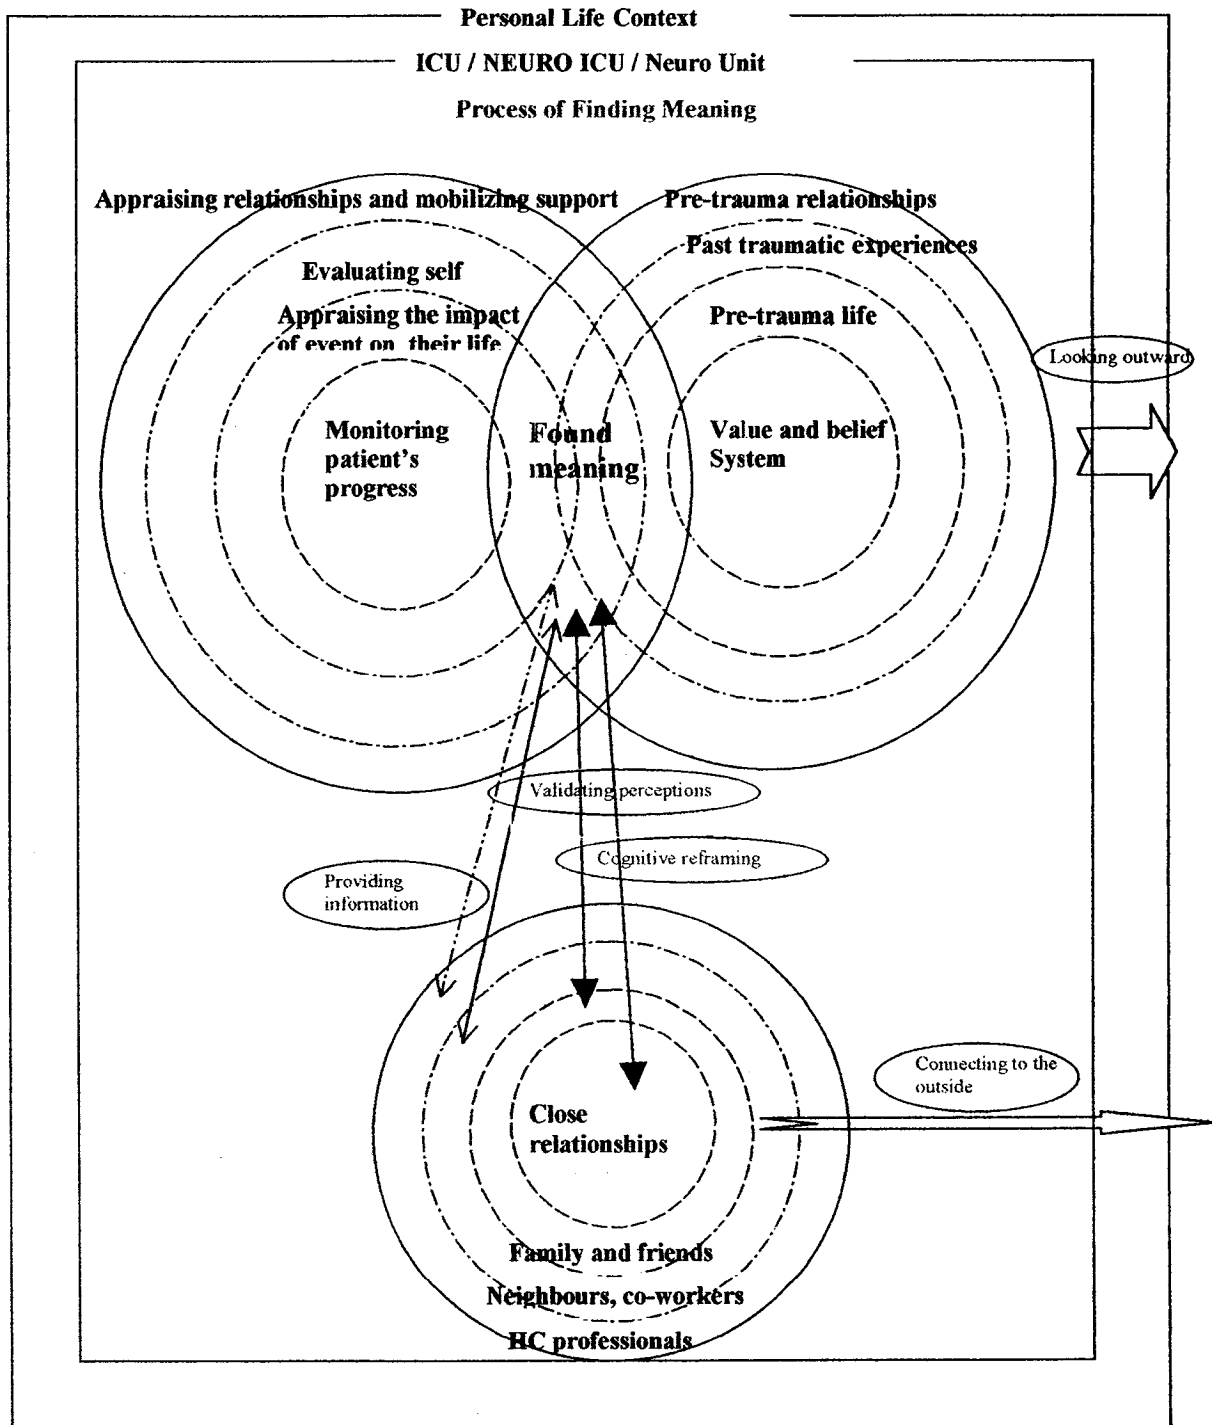 Personal Life Context
ICU / NEURO ICU / Neuro Unit
Process of Finding Meaning
Appraising relationships and mobilizing support
Pre-trauma relationships
Past traumatic experiences
Evaluating self
Appraising the impact
of event on their life
Pre-trauma life
Looking outward
Monitoring
patient's
progress
Found
meaning
Value and belief
System
Validating perceptions
Cognitive reframing
Providing
information
Connecting to the
outside
Close
relationships
Family and friends
Neighbours, co-workers
HC professionals